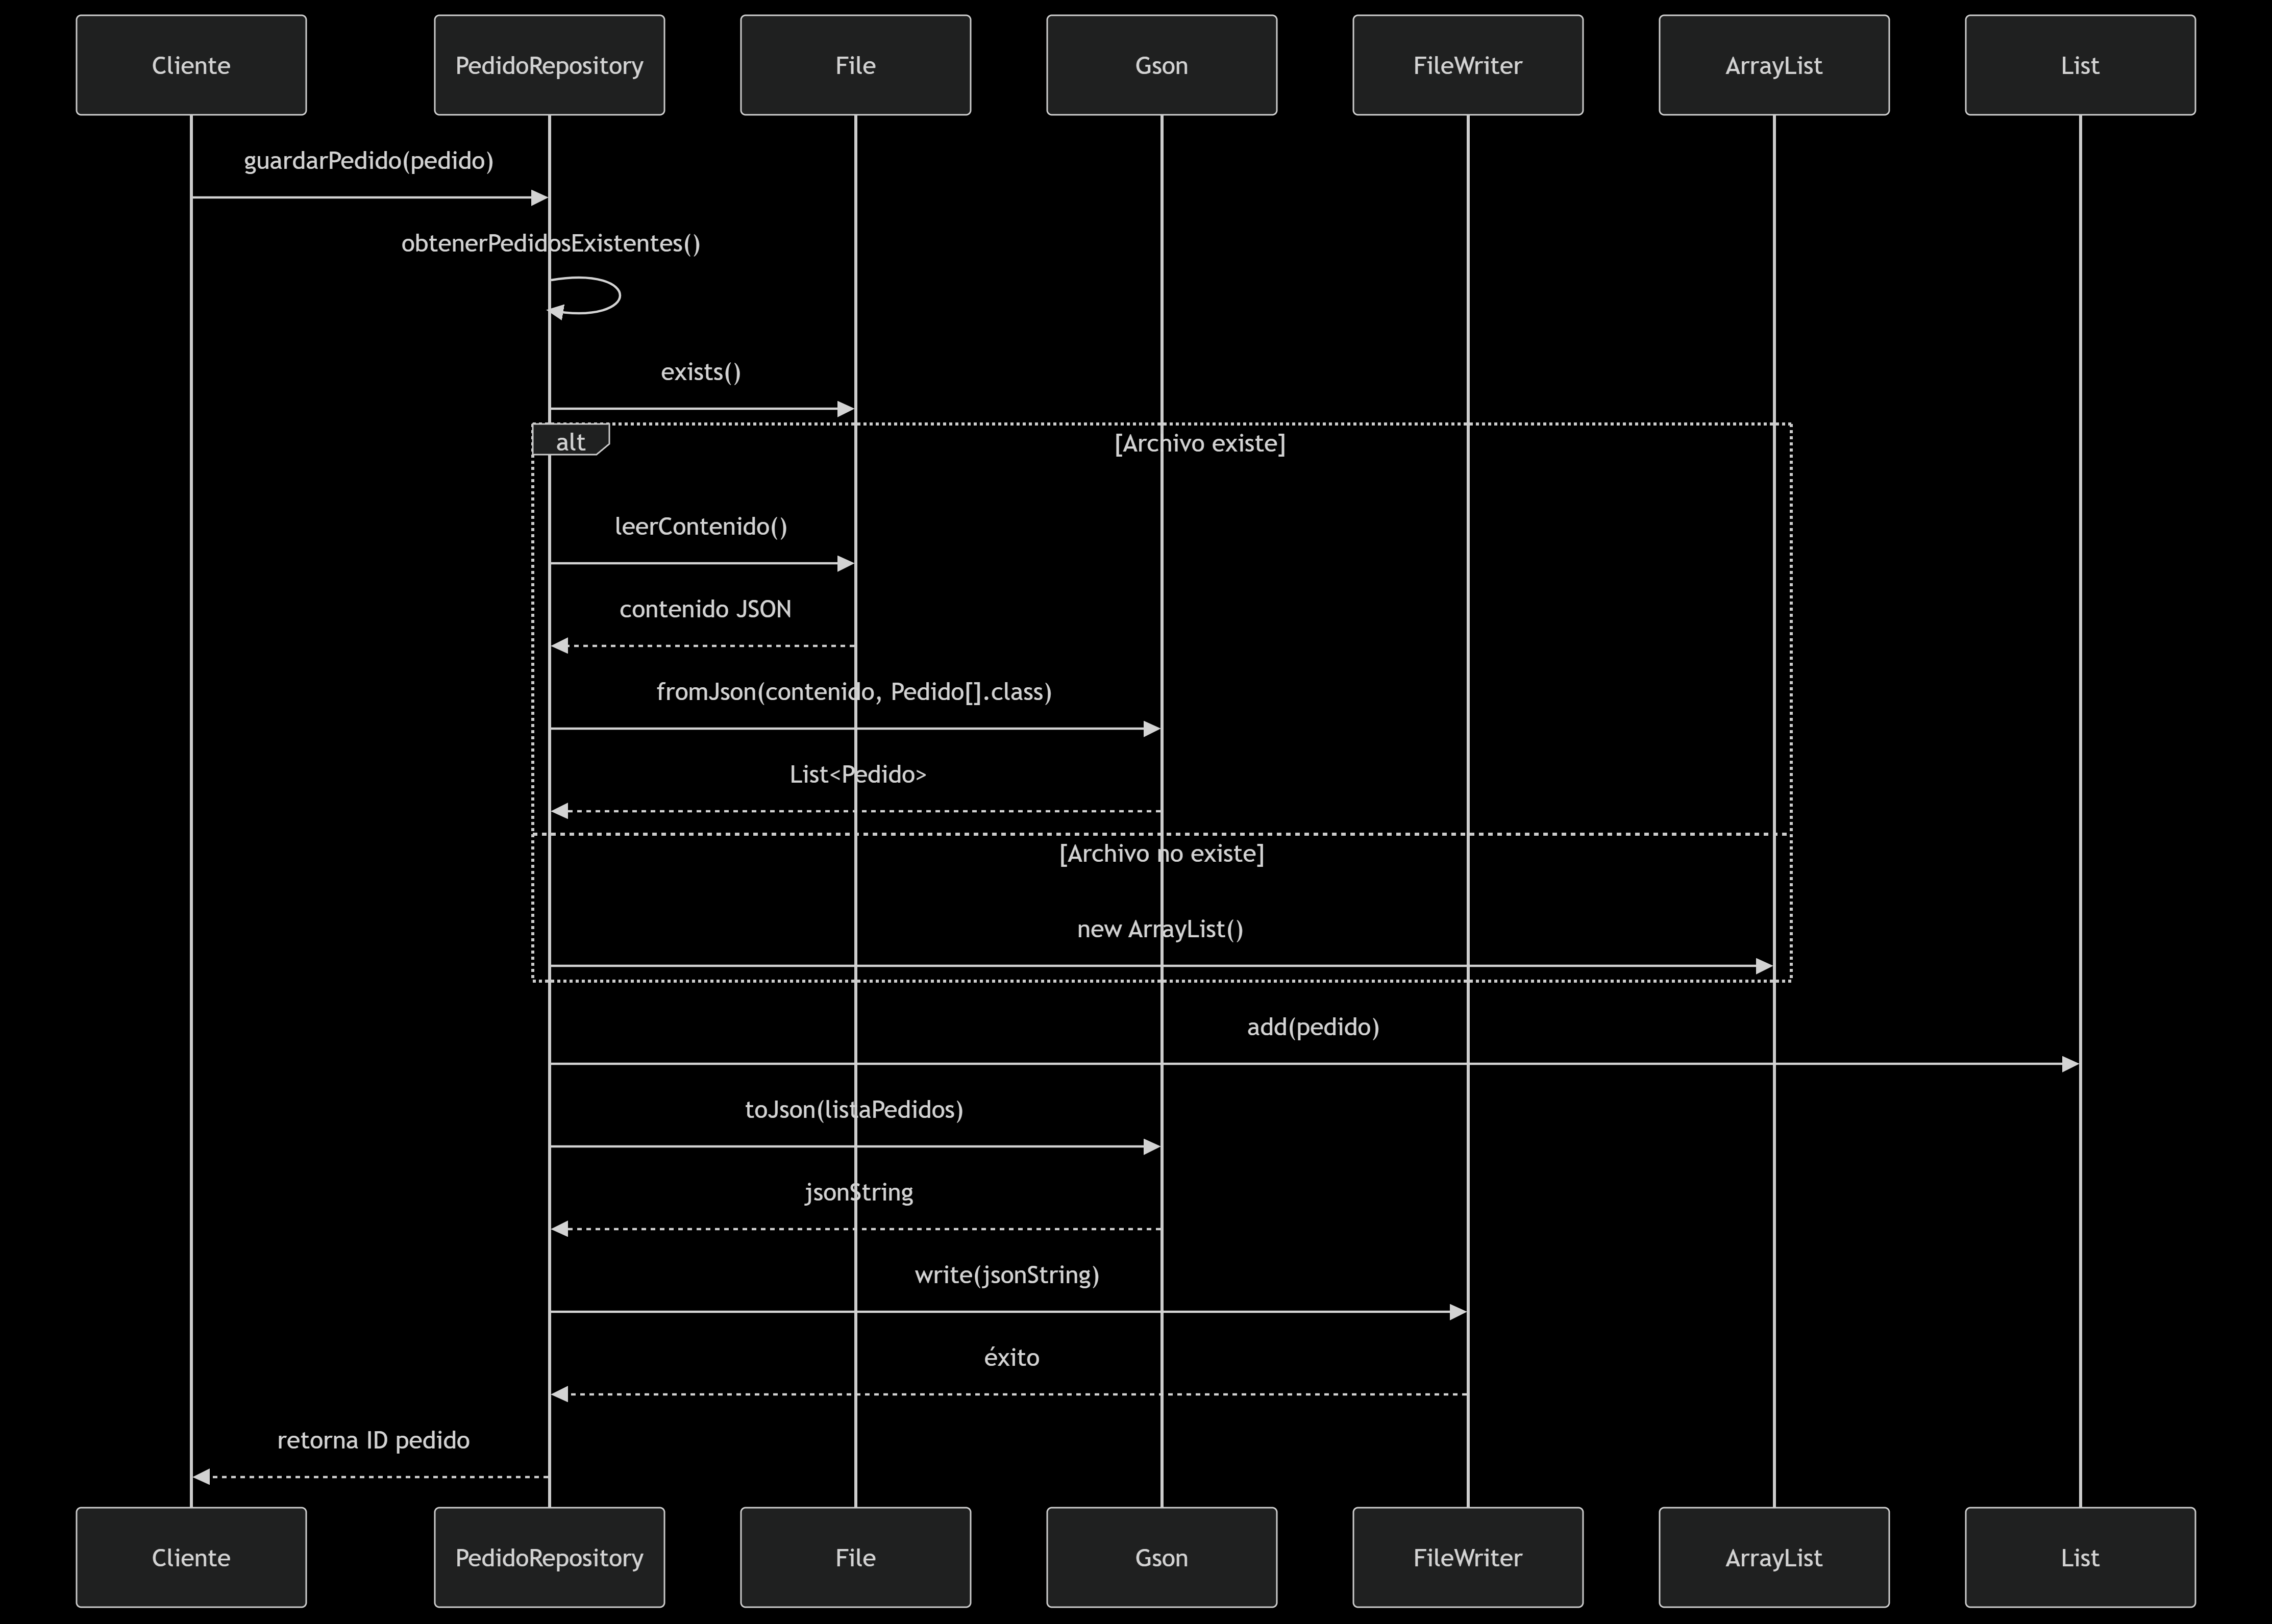 Cliente
PedidoRepository
File
Gson
FileWriter
ArrayList
List
guardarPedido(pedido)
obtenerPedidosExistentes()
exists()
alt
[Archivo existe]
leerContenido()
contenido JSON
fromJson(contenido, Pedido[].class)
List<Pedido>
[Archivo no existe]
new ArrayList()
add(pedido)
toJson(listaPedidos)
jsonString
write(jsonString)
éxito
retorna ID pedido
Cliente
PedidoRepository
File
Gson
FileWriter
ArrayList
List